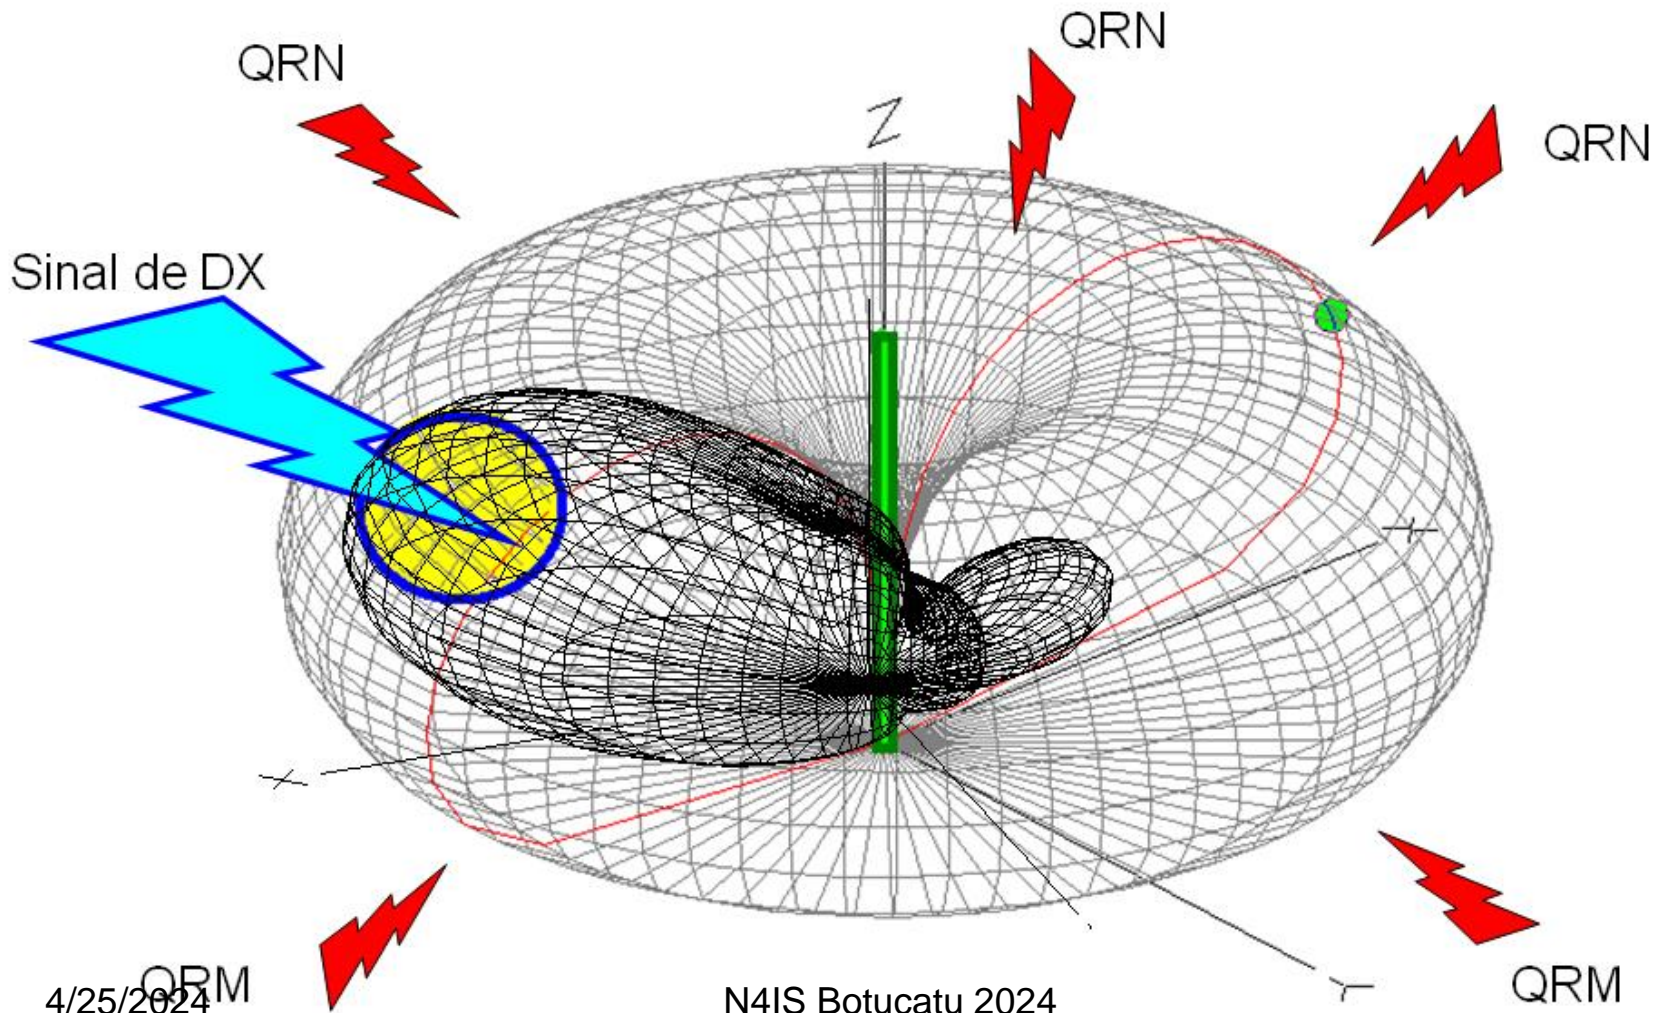 QRN
QRN
QRN
Z
Sinal de DX
X
Y
X
Y
QRM
QRM
4/25/2024
N4IS Botucatu 2024